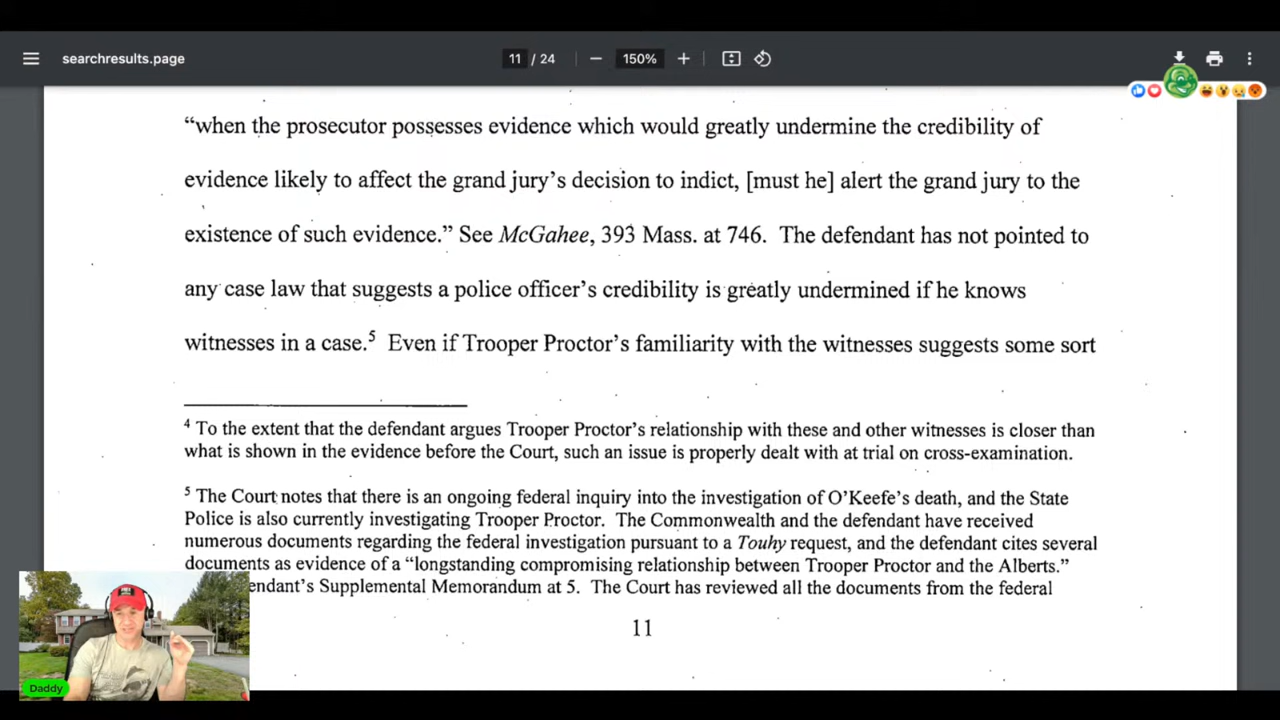 searchresults.page
11 / 24
150%
“when the prosecutor possesses evidence which would greatly undermine the credibility of
evidence likely to affect the grand jury’s decision to indict, [must he] alert the grand jury to the
existence of such evidence.” See McGahee, 393 Mass. at 746. The defendant has not pointed to
any case law that suggests a police officer’s credibility is greatly undermined if he knows
witnesses in a case.5 Even if Trooper Proctor’s familiarity with the witnesses suggests some sort
4 To the extent that the defendant argues Trooper Proctor’s relationship with these and other witnesses is closer than
what is shown in the evidence before the Court, such an issue is properly dealt with at trial on cross-examination.
5 The Court notes that there is an ongoing federal inquiry into the investigation of O’Keefe’s death, and the State
Police is also currently investigating Trooper Proctor. The Commonwealth and the defendant have received
numerous documents regarding the federal investigation pursuant to a Touhy request, and the defendant cites several
documents as evidence of a “longstanding compromising relationship between Trooper Proctor and the Alberts.”
endant’s Supplemental Memorandum at 5. The Court has reviewed all the documents from the federal
11
Daddy